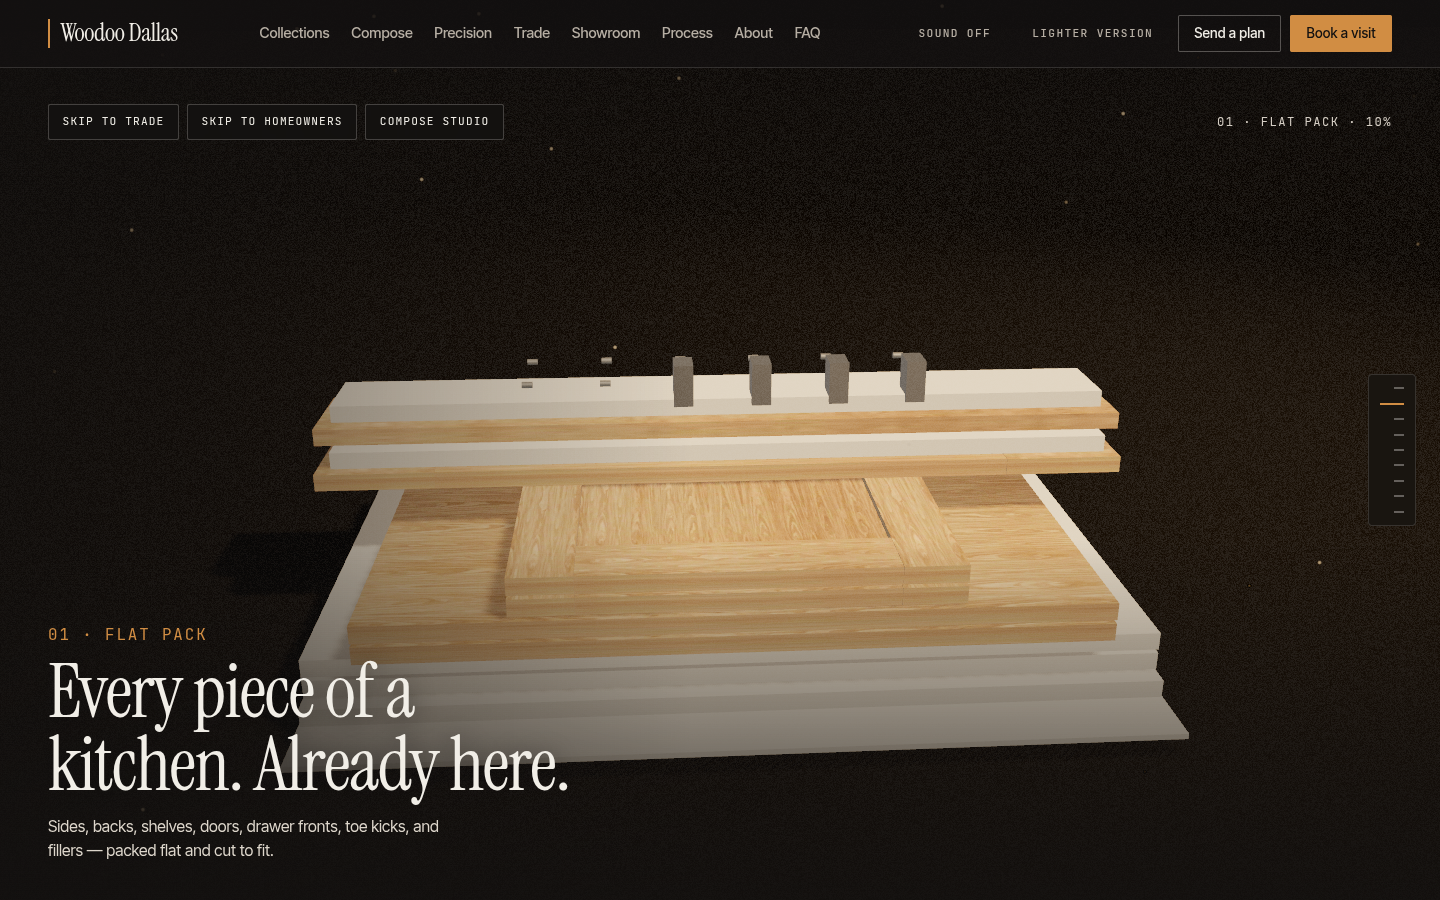 Woodoo Dallas
Collections
Compose
Precision
Trade
Showroom
Process
About
FAQ
SOUND OFF
LIGHTER VERSION
Send a plan
Book a visit
SKIP TO TRADE
SKIP TO HOMEOWNERS
COMPOSE STUDIO
01 · FLAT PACK · 10%
01 · FLAT PACK
Every piece of a
kitchen. Already here.
Sides, backs, shelves, doors, drawer fronts, toe kicks, and
fillers — packed flat and cut to fit.